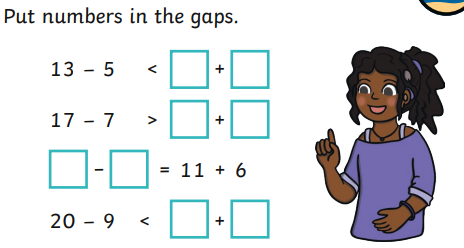 Put numbers in the gaps.
13 – 5 < +
17 – 7 > +
– = 11 + 6
20 – 9 < +